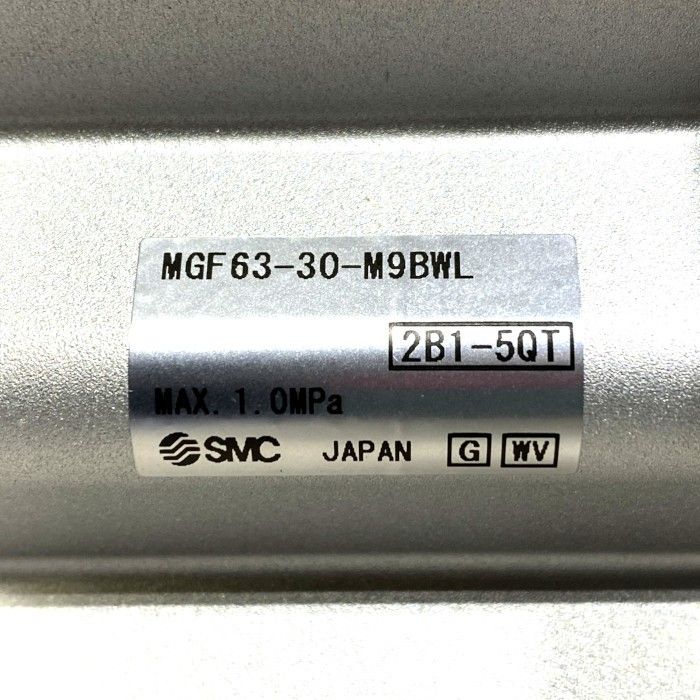 MGF63-30-M9BWL
2B1-5QT
MAX. 1.0MPa
SMC JAPAN G WV